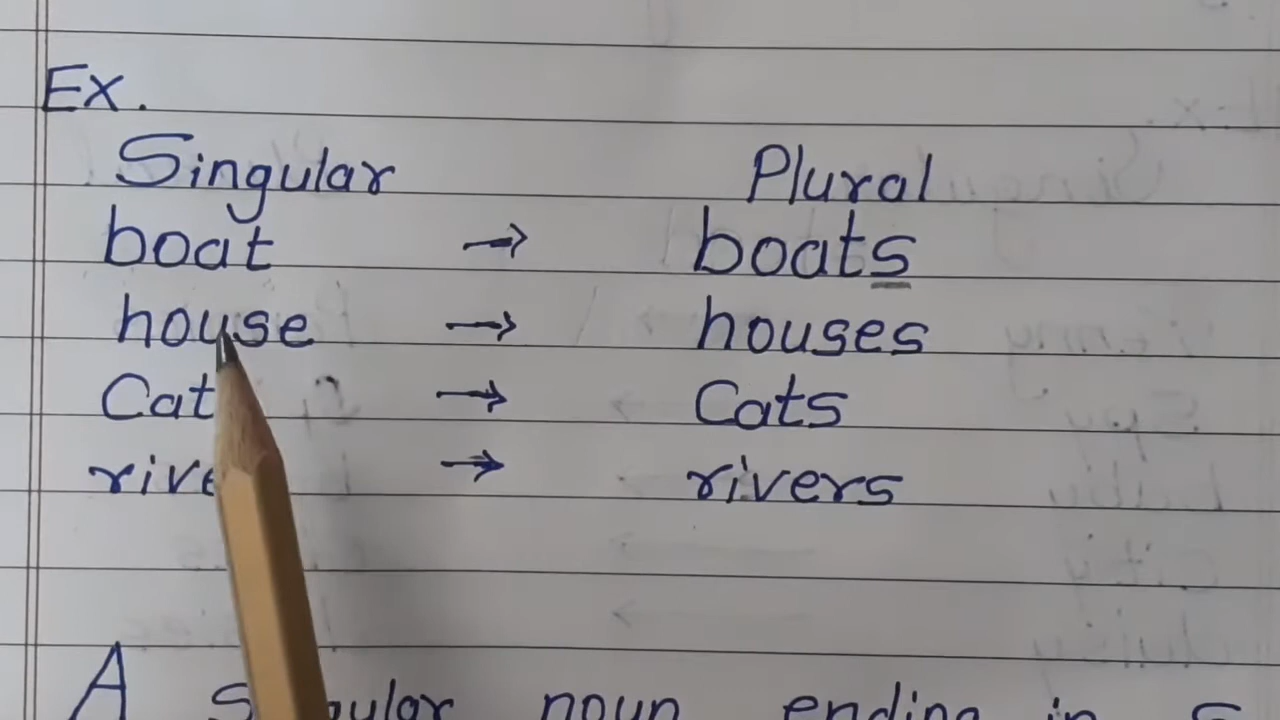 Ex.
Singular Plural
boat → boats
house → houses
Cat → Cats
→ rivers
A noun ending in s